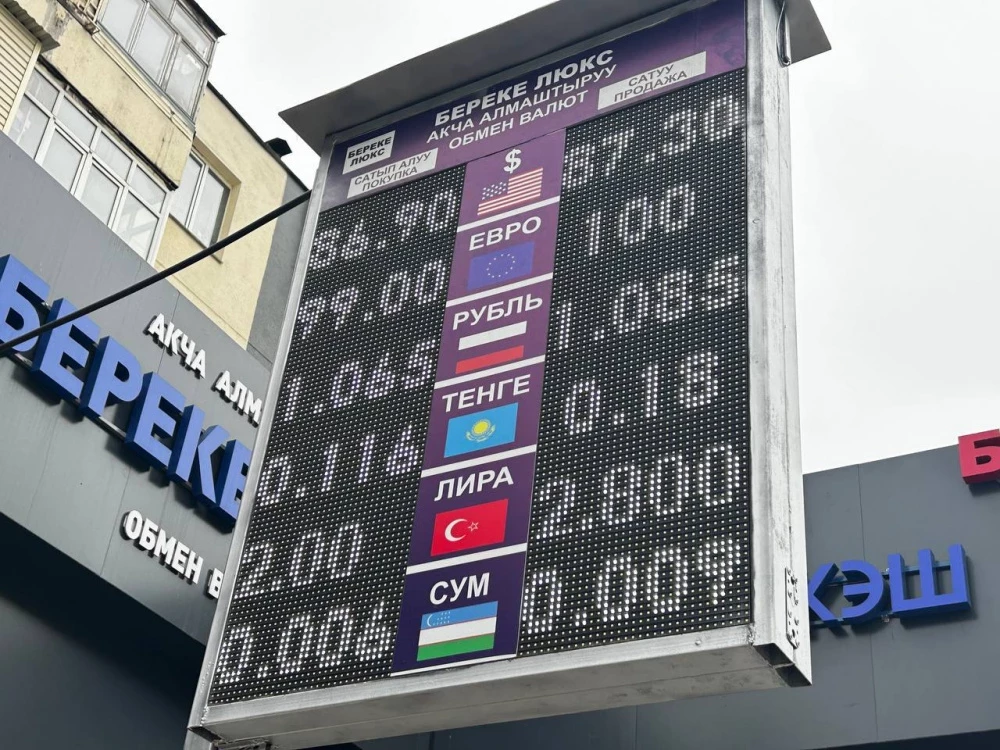 БЕРЕКЕ ЛЮКС
АКЧА АЛМАШТЫРУУ
ОБМЕН ВАЛЮТ
БЕРЕКЕ
ЛЮКС
САТЫП АЛУУ
ПОКУПКА
САТУУ
ПРОДАЖА
86.90 $ 87.30
99.00 ЕВРО 100
1.065 РУБЛЬ 1.085
0.116 ТЕНГЕ 0.18
2.00 ЛИРА 2.800
0.006 СУМ 0.009
АКЧА АЛМ
БЕРЕКЕ
ОБМЕН В
Б
КЭШ